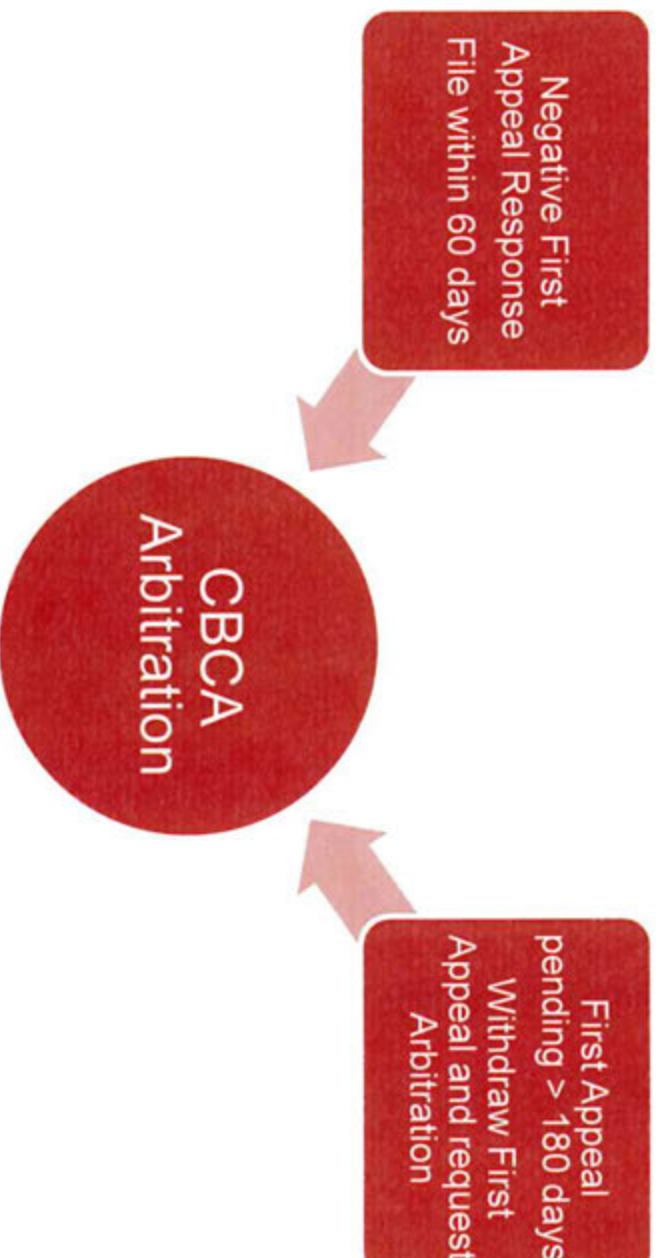 Negative First
Appeal Response
File within 60 days
First Appeal
pending > 180 days
Withdraw First
Appeal and request
Arbitration
CBCA
Arbitration